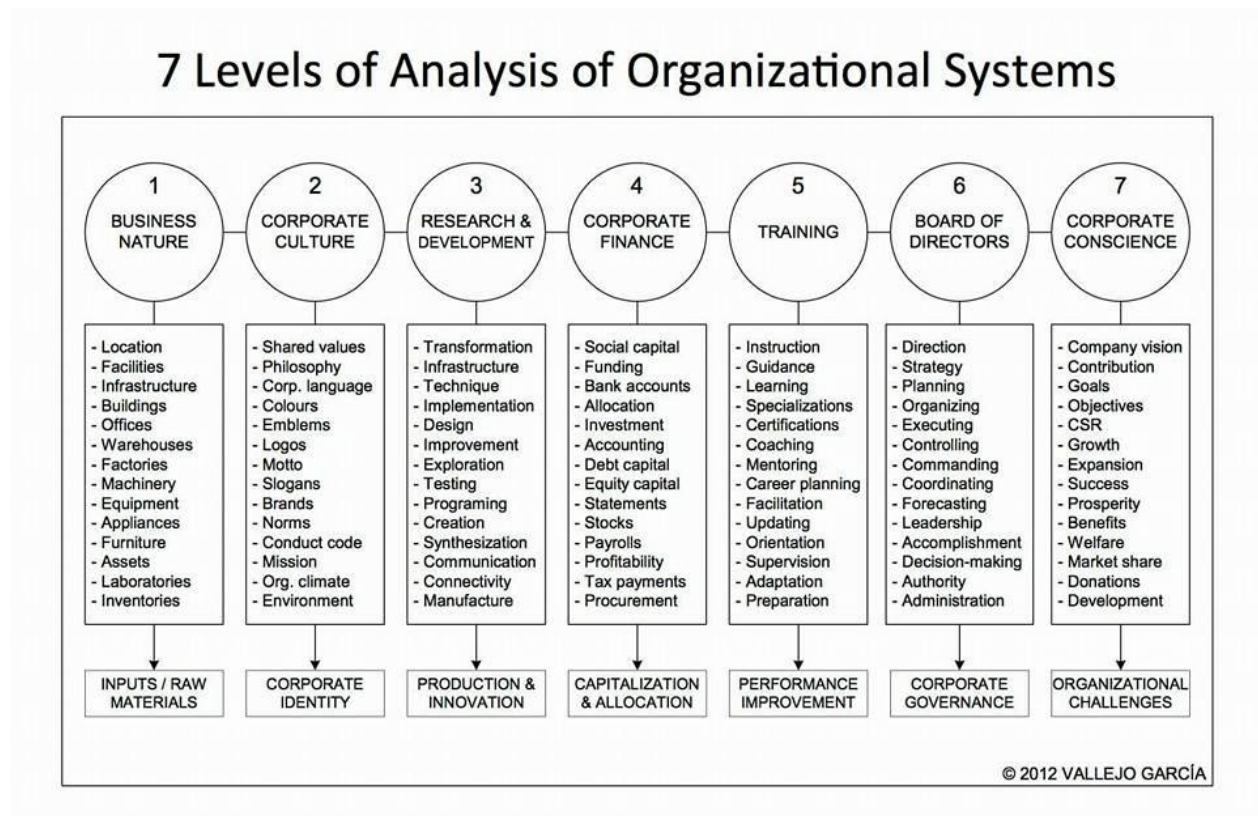 7 Levels of Analysis of Organizational Systems
1
BUSINESS
NATURE
- Location
- Facilities
- Infrastructure
- Buildings
- Offices
- Warehouses
- Factories
- Machinery
- Equipment
- Appliances
- Furniture
- Assets
- Laboratories
- Inventories
INPUTS / RAW
MATERIALS
2
CORPORATE
CULTURE
- Shared values
- Philosophy
- Corp. language
- Colours
- Emblems
- Logos
- Motto
- Slogans
- Brands
- Norms
- Conduct code
- Mission
- Org. climate
- Environment
CORPORATE
IDENTITY
3
RESEARCH &
DEVELOPMENT
- Transformation
- Infrastructure
- Technique
- Implementation
- Design
- Improvement
- Exploration
- Testing
- Programing
- Creation
- Synthesization
- Communication
- Connectivity
- Manufacture
PRODUCTION &
INNOVATION
4
CORPORATE
FINANCE
- Social capital
- Funding
- Bank accounts
- Allocation
- Investment
- Accounting
- Debt capital
- Equity capital
- Statements
- Stocks
- Payrolls
- Profitability
- Tax payments
- Procurement
CAPITALIZATION
& ALLOCATION
5
TRAINING
- Instruction
- Guidance
- Learning
- Specializations
- Certifications
- Coaching
- Mentoring
- Career planning
- Facilitation
- Updating
- Orientation
- Supervision
- Adaptation
- Preparation
PERFORMANCE
IMPROVEMENT
6
BOARD OF
DIRECTORS
- Direction
- Strategy
- Planning
- Organizing
- Executing
- Controlling
- Commanding
- Coordinating
- Forecasting
- Leadership
- Accomplishment
- Decision-making
- Authority
- Administration
CORPORATE
GOVERNANCE
7
CORPORATE
CONSCIENCE
- Company vision
- Contribution
- Goals
- Objectives
- CSR
- Growth
- Expansion
- Success
- Prosperity
- Benefits
- Welfare
- Market share
- Donations
- Development
ORGANIZATIONAL
CHALLENGES
© 2012 VALLEJO GARCÍA